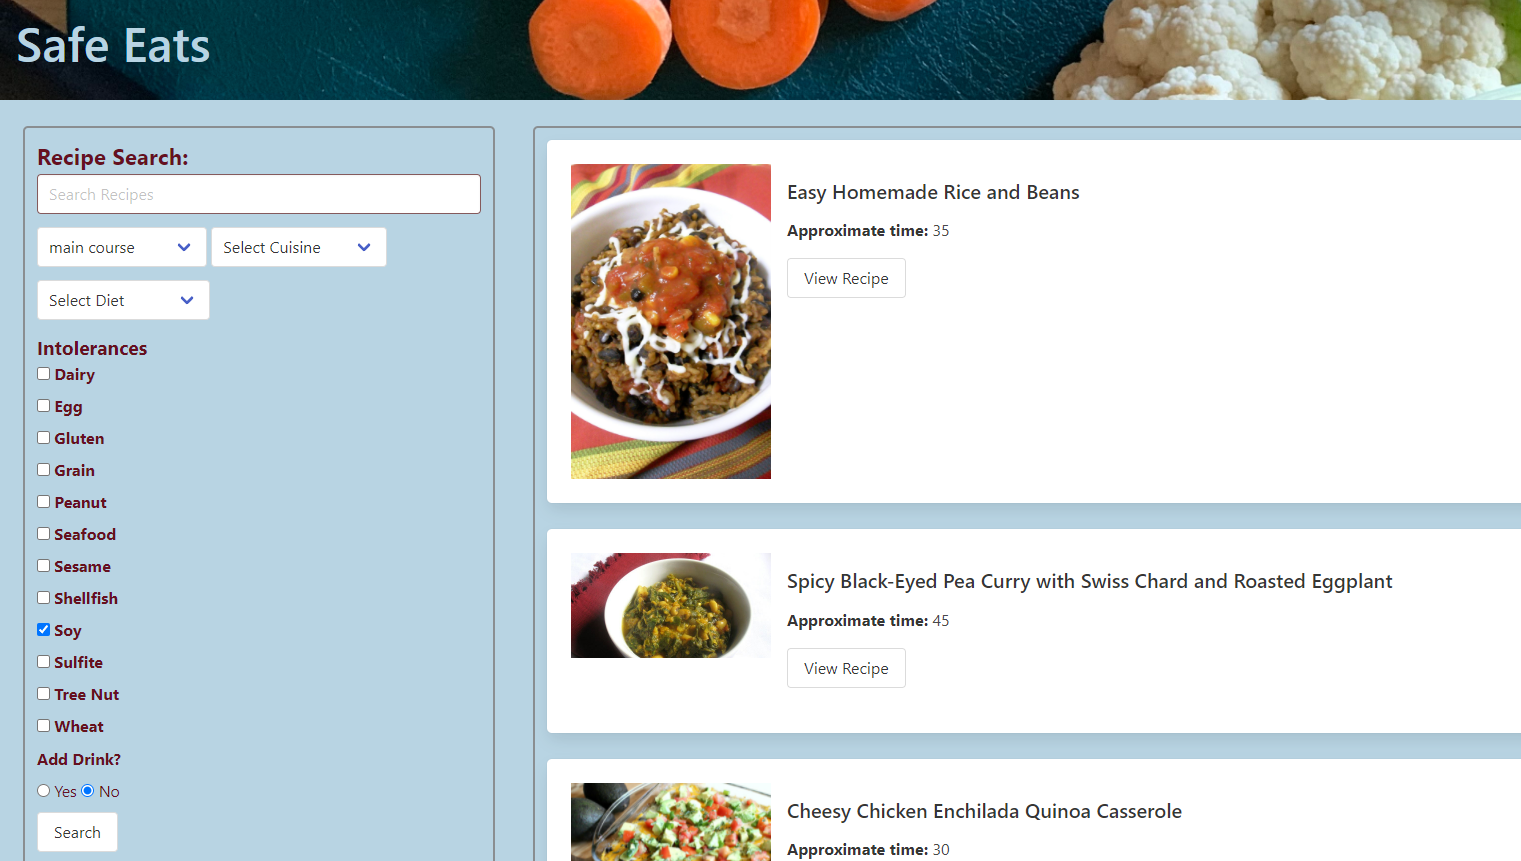 Safe Eats
Recipe Search:
Search Recipes
main course
Select Cuisine
Select Diet
Intolerances
Dairy
Egg
Gluten
Grain
Peanut
Seafood
Sesame
Shellfish
Soy
Sulfite
Tree Nut
Wheat
Add Drink?
Yes No
Search
Easy Homemade Rice and Beans
Approximate time: 35
View Recipe
Spicy Black-Eyed Pea Curry with Swiss Chard and Roasted Eggplant
Approximate time: 45
View Recipe
Cheesy Chicken Enchilada Quinoa Casserole
Approximate time: 30